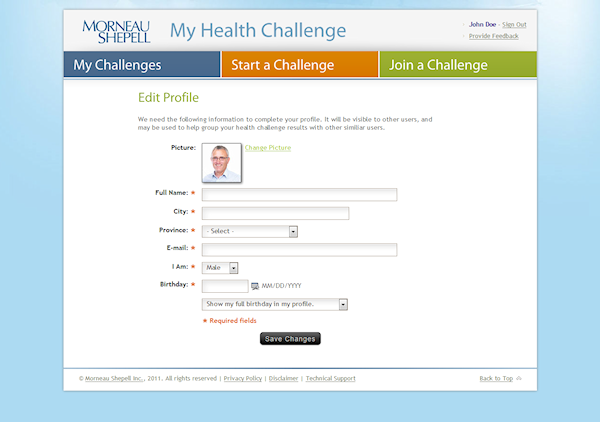 MORNEAU
SHEPELL
My Health Challenge
John Doe - Sign Out
Provide Feedback
My Challenges
Start a Challenge
Join a Challenge
Edit Profile
We need the following information to complete your profile. It will be visible to other users, and
may be used to help group your health challenge results with other similar users.
Picture:
Change Picture
Full Name: *
City: *
Province: * - Select -
E-mail: *
I Am: * Male
Birthday: * MM/DD/YYYY
Show my full birthday in my profile.
* Required fields
Save Changes
© Morneau Shepell Inc., 2011. All rights reserved | Privacy Policy | Disclaimer | Technical Support
Back to Top